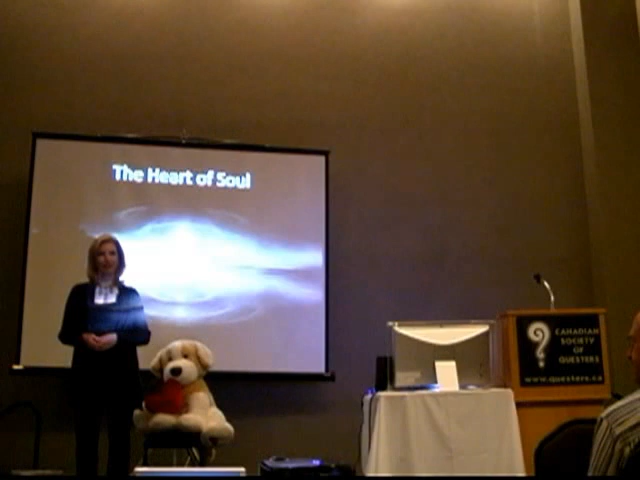 The Heart of Soul
CANADIAN
SOCIETY
OF
QUESTERS
www.questers.ca